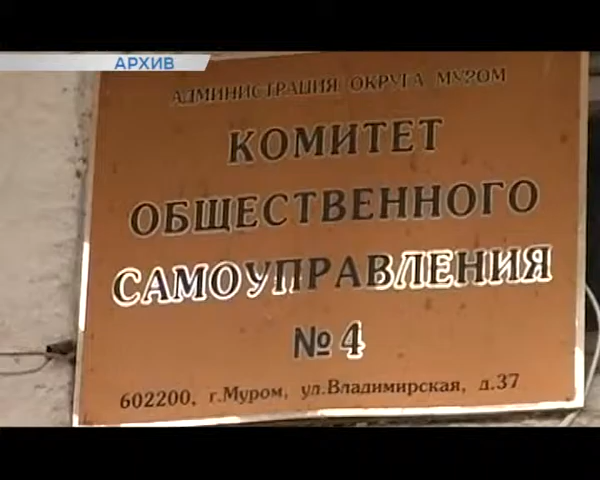 АРХИВ
АДМИНИСТРАЦИЯ ОКРУГА МУРОМ
КОМИТЕТ
ОБЩЕСТВЕННОГО
САМОУПРАВЛЕНИЯ
№ 4
602200, г.Муром, ул.Владимирская, д.37